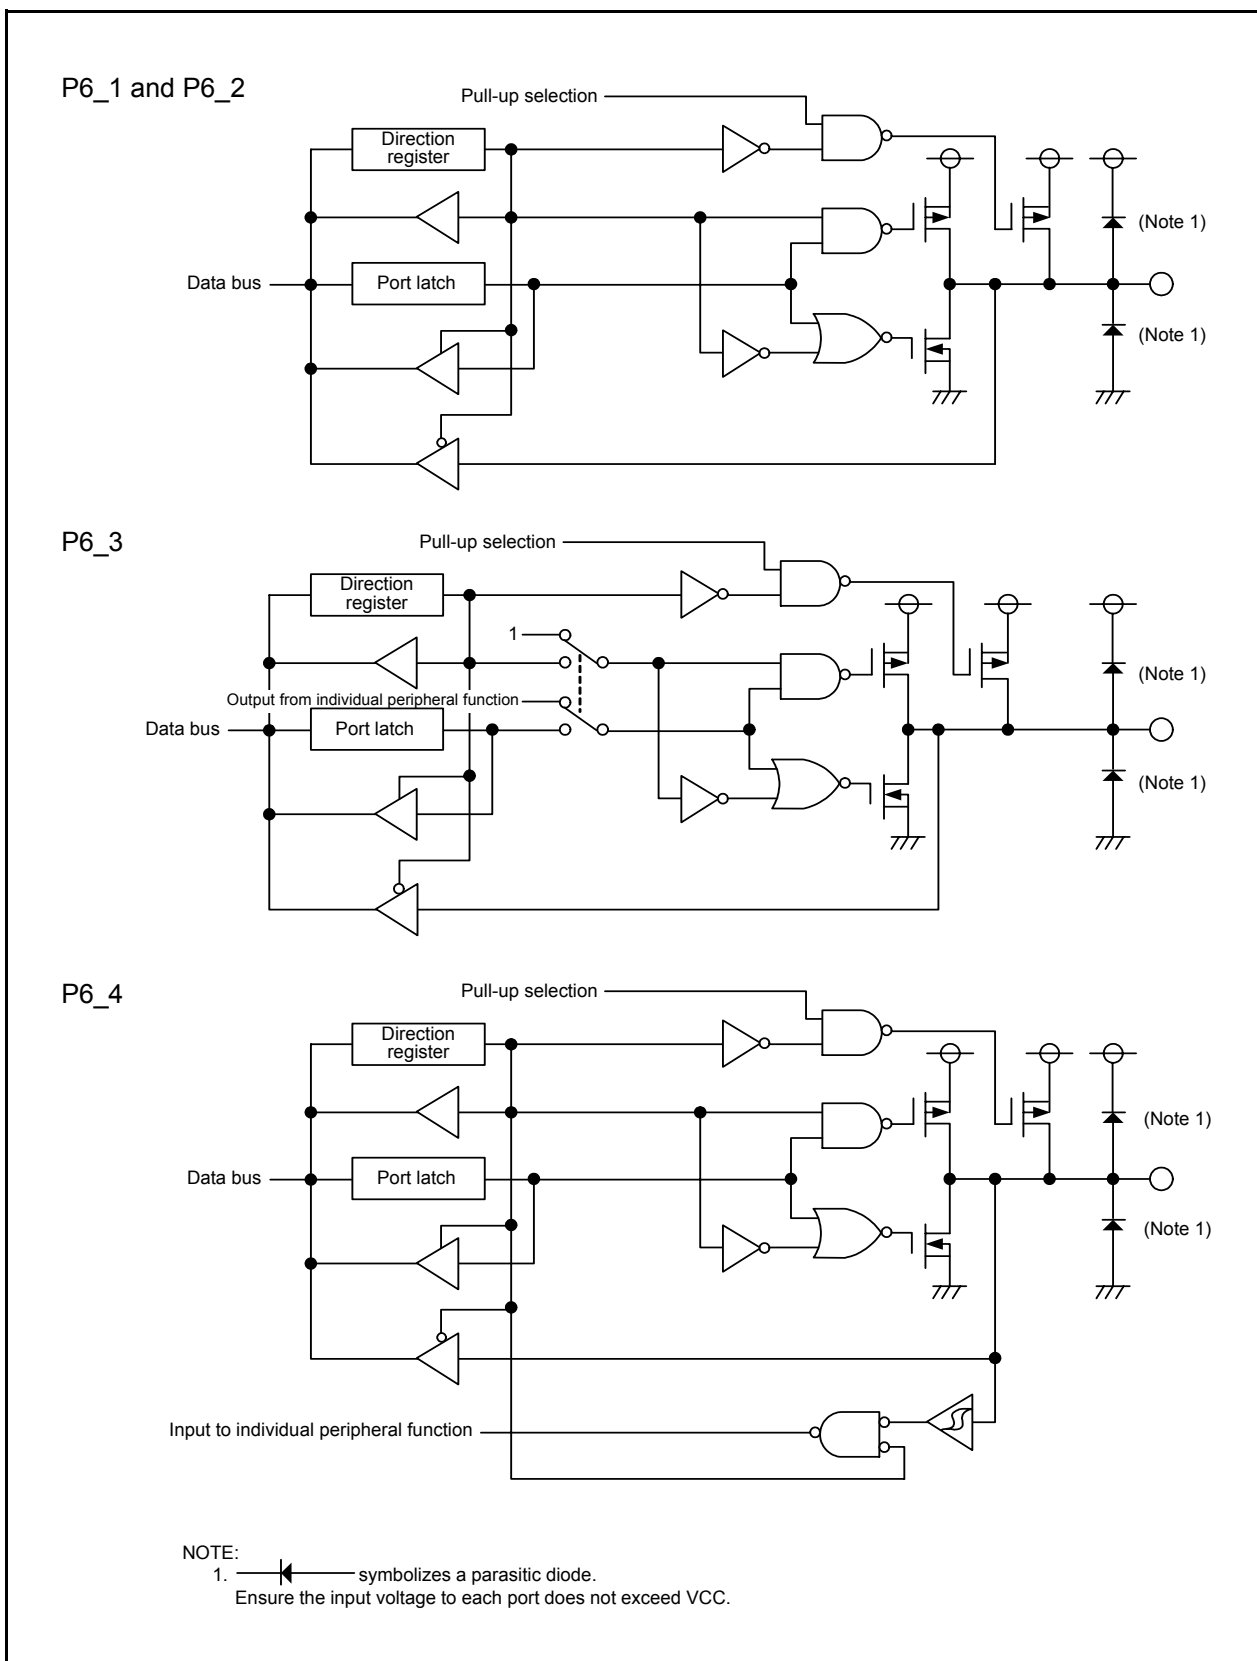 P6_1 and P6_2
Pull-up selection
Direction
register
(Note 1)
Data bus
Port latch
(Note 1)
P6_3
Pull-up selection
Direction
register
1
(Note 1)
Output from individual peripheral function
Data bus
Port latch
(Note 1)
P6_4
Pull-up selection
Direction
register
(Note 1)
Data bus
Port latch
(Note 1)
Input to individual peripheral function
NOTE:
1. symbolizes a parasitic diode.
Ensure the input voltage to each port does not exceed VCC.